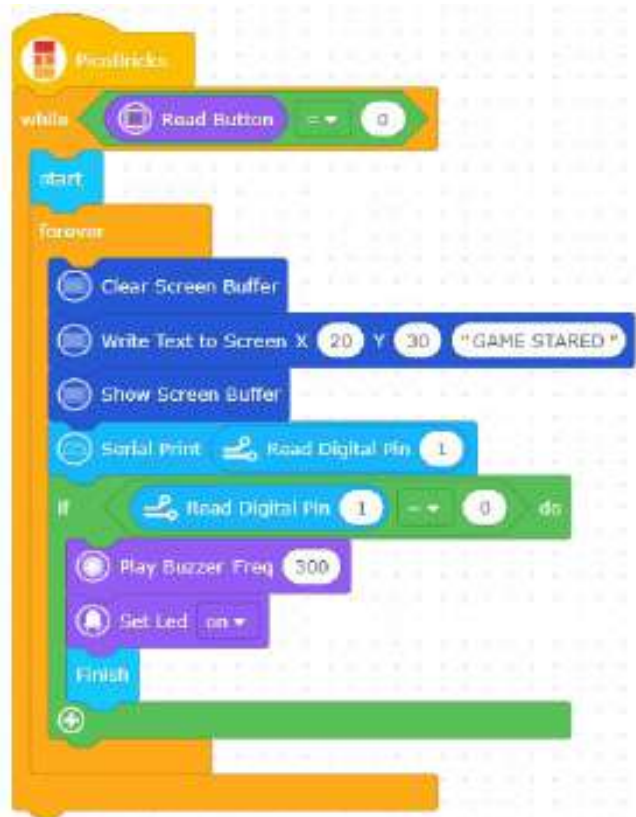 PicoBricks
while Read Button = 0
start
forever
Clear Screen Buffer
Write Text to Screen X 20 Y 30 "GAME STARED"
Show Screen Buffer
Serial Print Read Digital Pin 1
if Read Digital Pin 1 = 0 do
Play Buzzer Freq 300
Set Led on
Finish